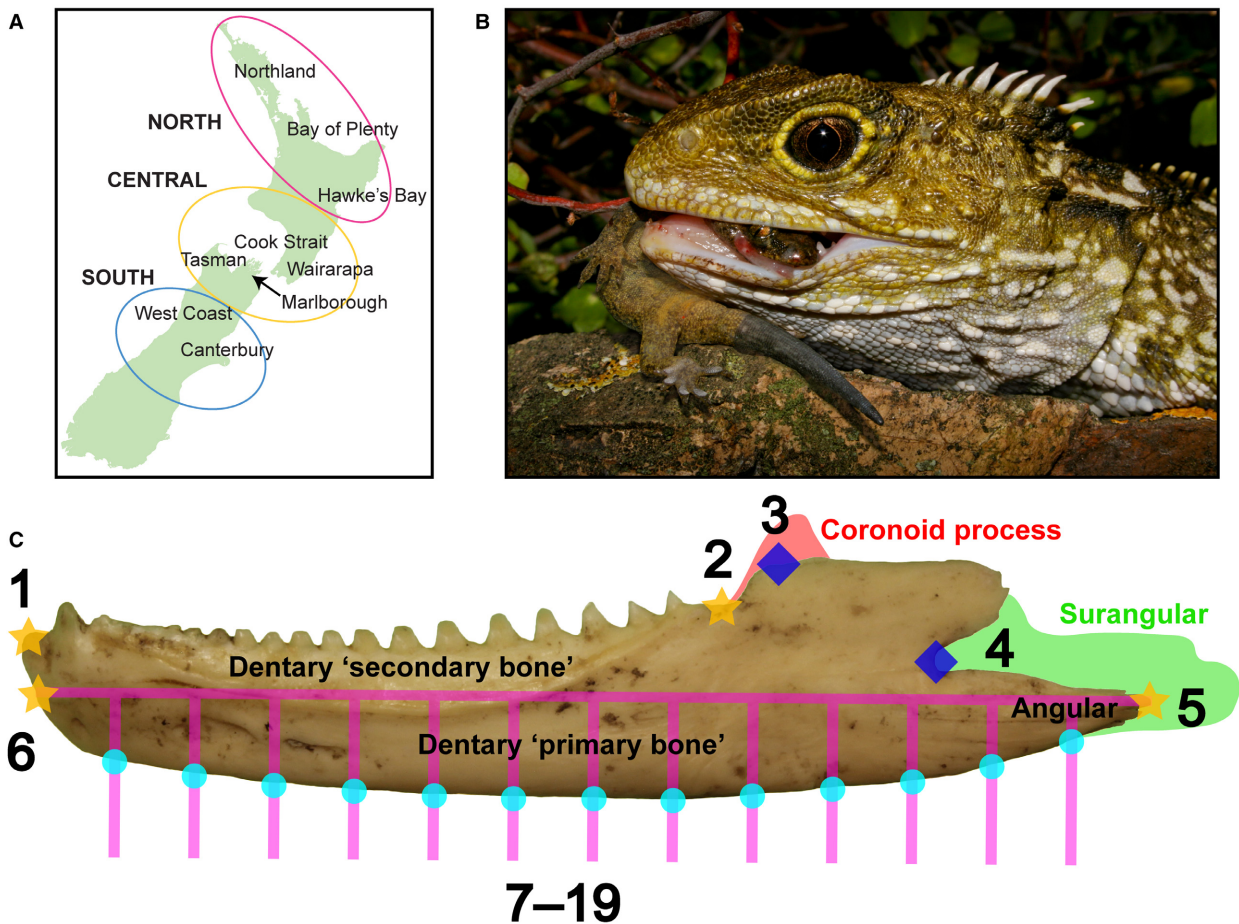 A
Northland
NORTH
Bay of Plenty
CENTRAL
Hawke's Bay
Cook Strait
Tasman
Wairarapa
SOUTH
Marlborough
West Coast
Canterbury
B
C
3
Coronoid process
2
1
Surangular
4
Dentary ‘secondary bone’
5
Angular
6
Dentary ‘primary bone’
7–19